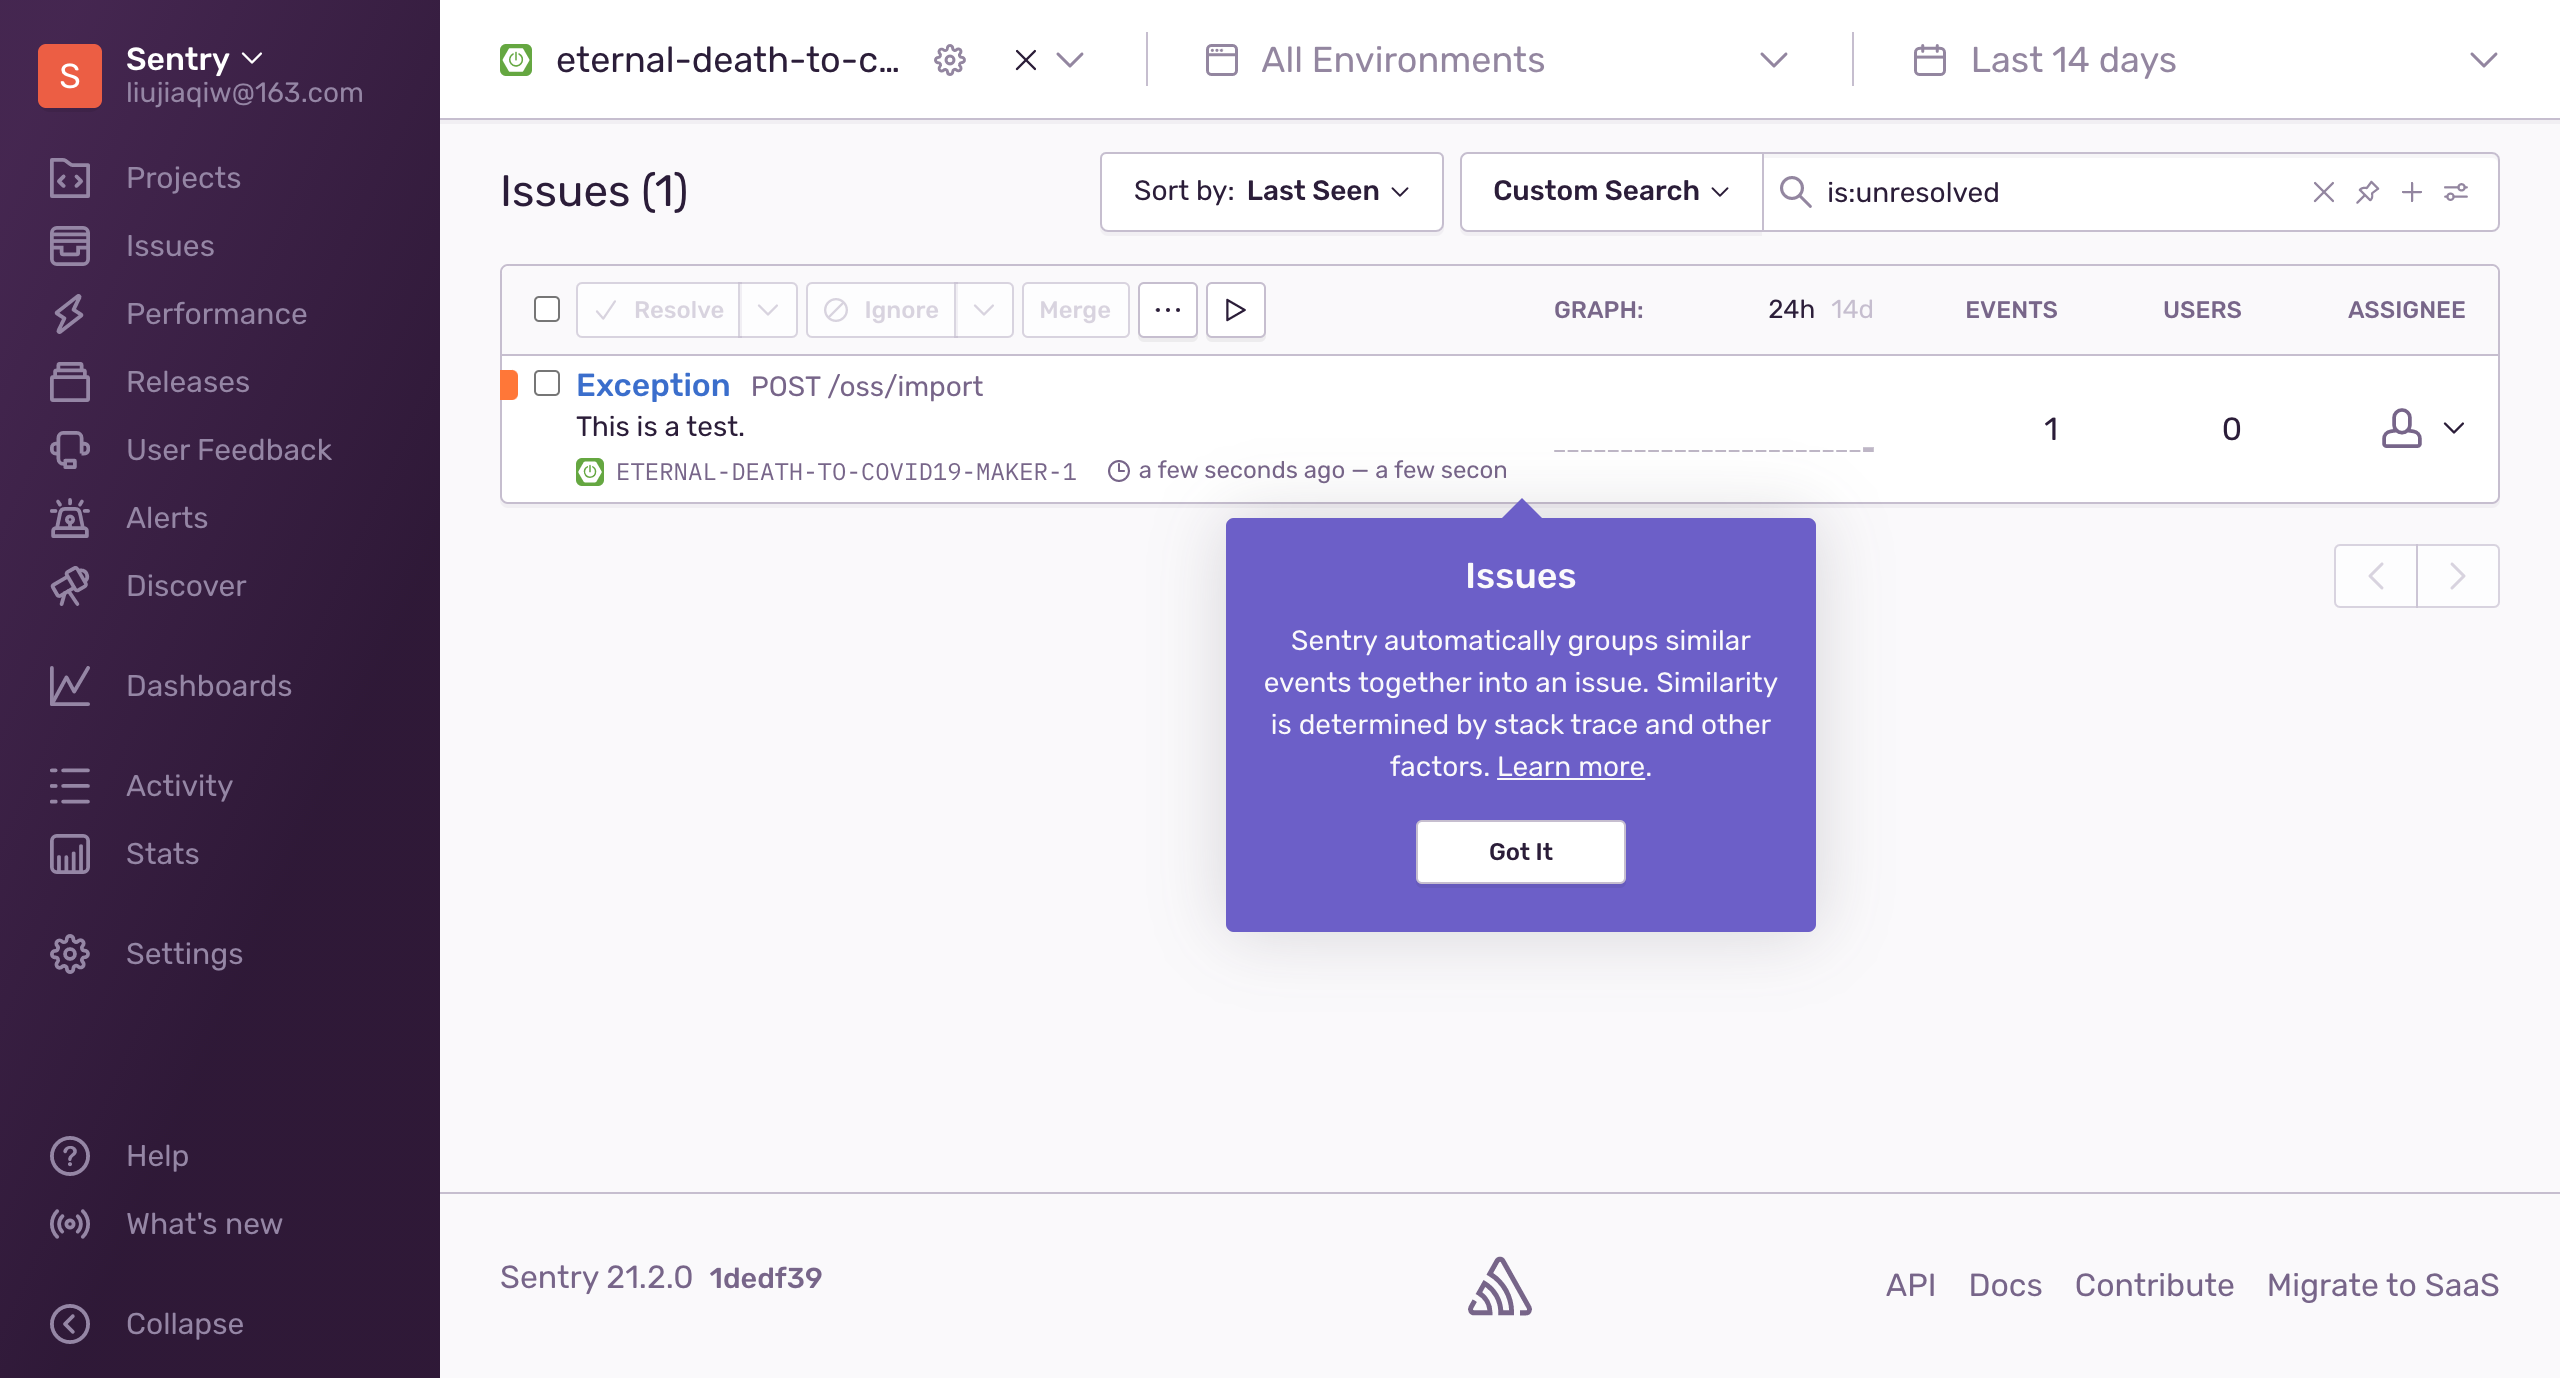 S
Sentry
liujiaqiw@163.com
Projects
Issues
Performance
Releases
User Feedback
Alerts
Discover
Dashboards
Activity
Stats
Settings
Help
What's new
Collapse
eternal-death-to-c...
All Environments
Last 14 days
Issues (1)
Sort by: Last Seen
Custom Search
is:unresolved
Resolve
Ignore
Merge
GRAPH:
24h 14d
EVENTS
USERS
ASSIGNEE
Exception POST /oss/import
This is a test.
ETERNAL-DEATH-TO-COVID19-MAKER-1
a few seconds ago — a few secon
1
0
Issues
Sentry automatically groups similar
events together into an issue. Similarity
is determined by stack trace and other
factors. Learn more.
Got It
Sentry 21.2.0 1dedf39
API Docs Contribute Migrate to SaaS